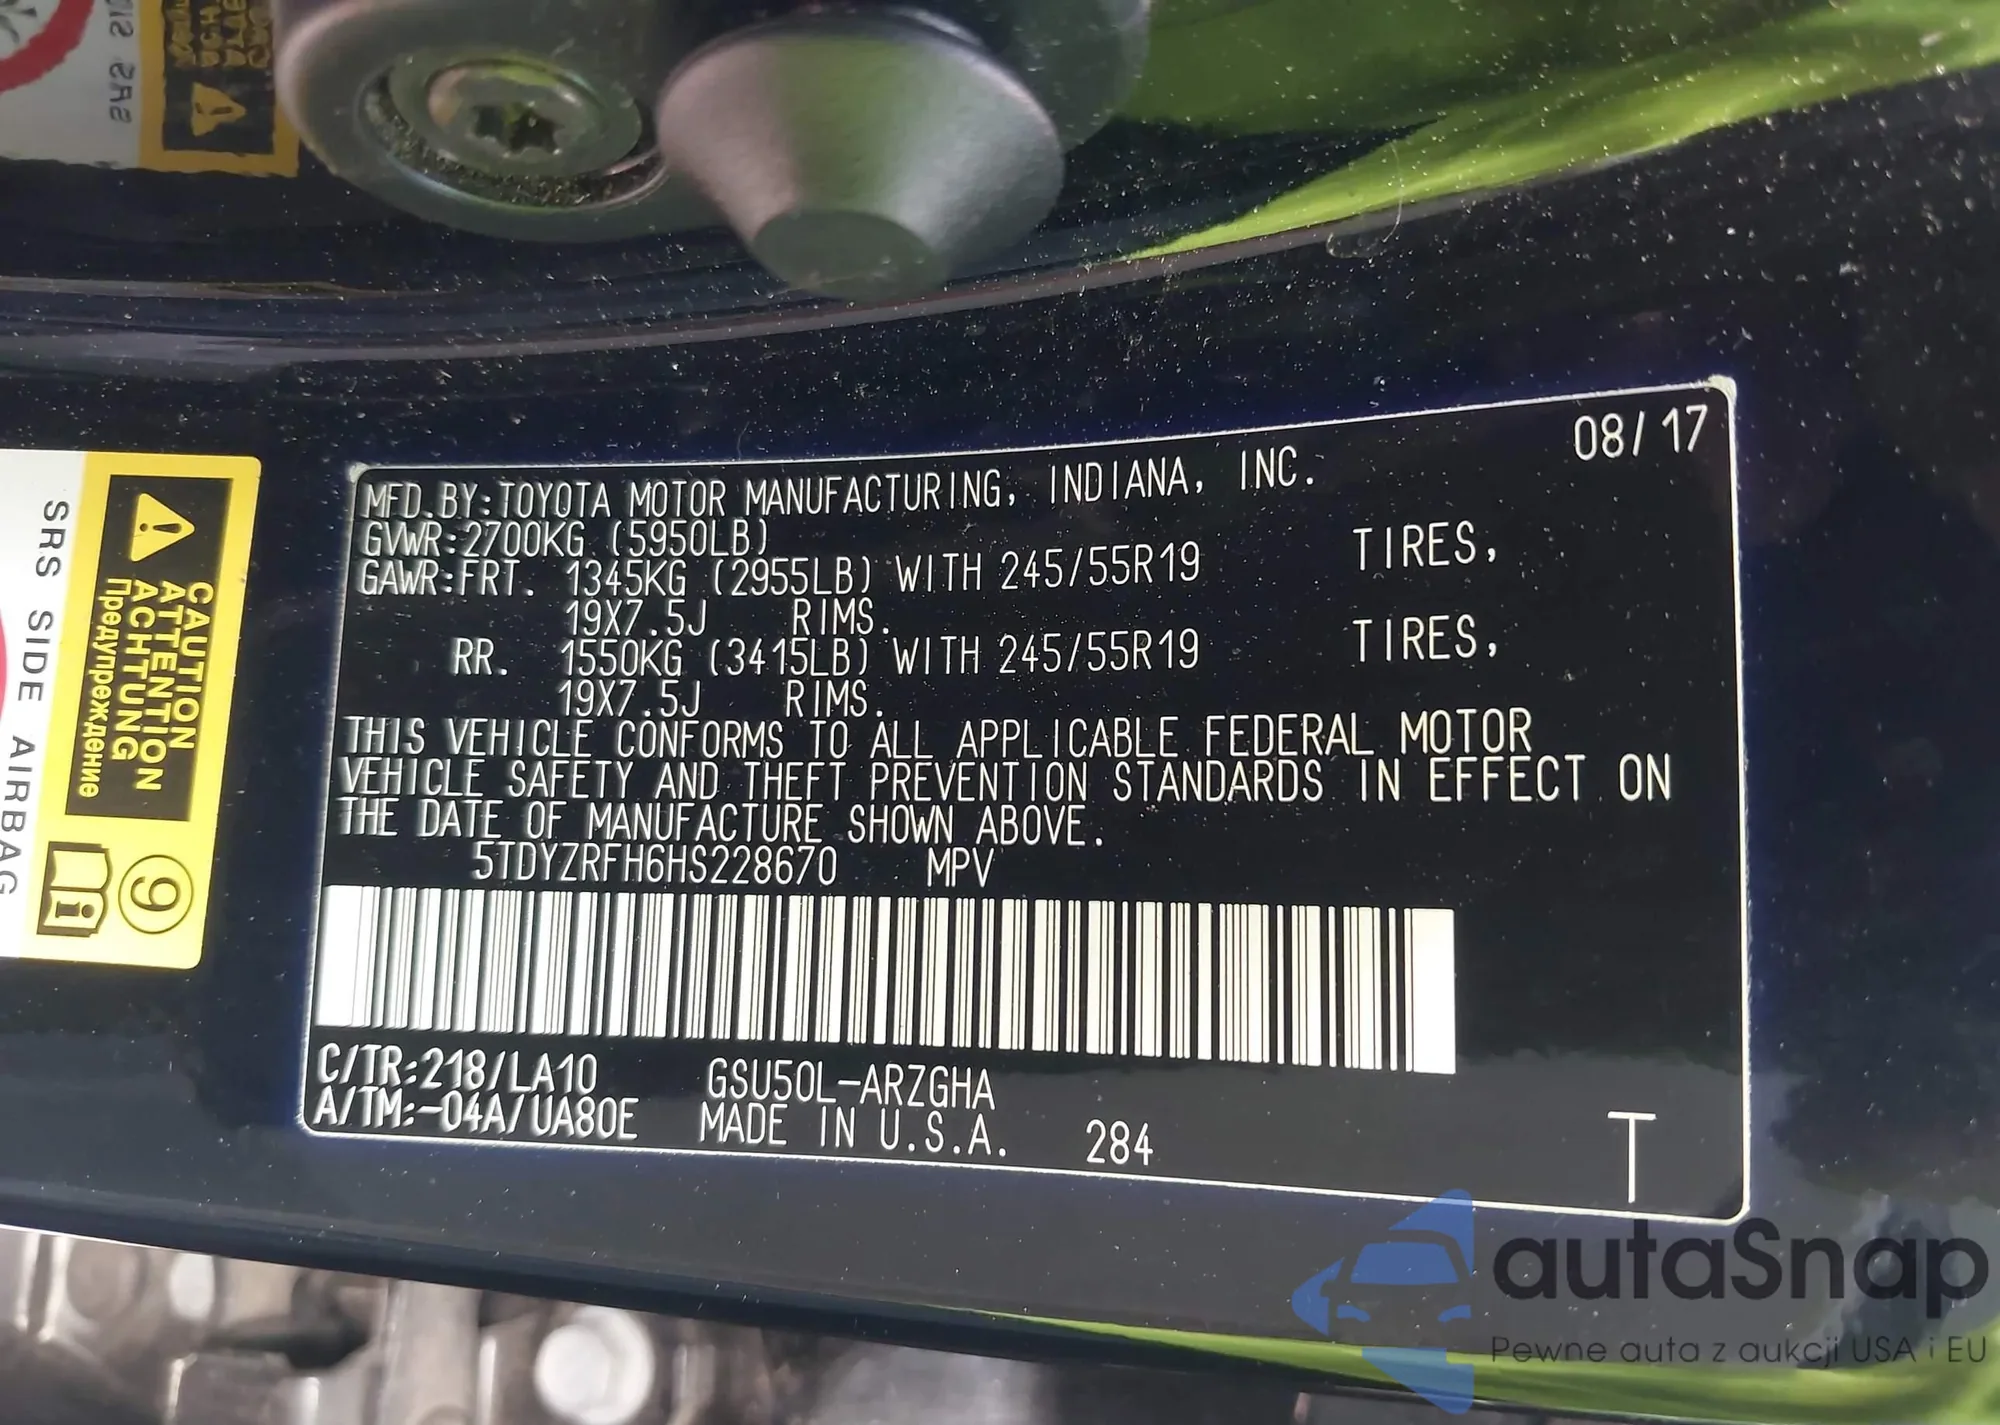 08/17
MFD.BY:TOYOTA MOTOR MANUFACTURING, INDIANA, INC.
GVWR:2700KG (5950LB)
GAWR:FRT. 1345KG (2955LB) WITH 245/55R19 TIRES,
19X7.5J RIMS.
RR. 1550KG (3415LB) WITH 245/55R19 TIRES,
19X7.5J RIMS.
THIS VEHICLE CONFORMS TO ALL APPLICABLE FEDERAL MOTOR
VEHICLE SAFETY AND THEFT PREVENTION STANDARDS IN EFFECT ON
THE DATE OF MANUFACTURE SHOWN ABOVE.
5TDYZRFH6HS228670 MPV
C/TR:218/LA10 GSU50L-ARZGHA
A/TM:-04A/UA80E MADE IN U.S.A. 284
T
CAUTION
ATTENTION
ACHTUNG
Предупреждение
9
SRS SIDE AIRBAG
autaSnap
Pewne auta z aukcji USA i EU